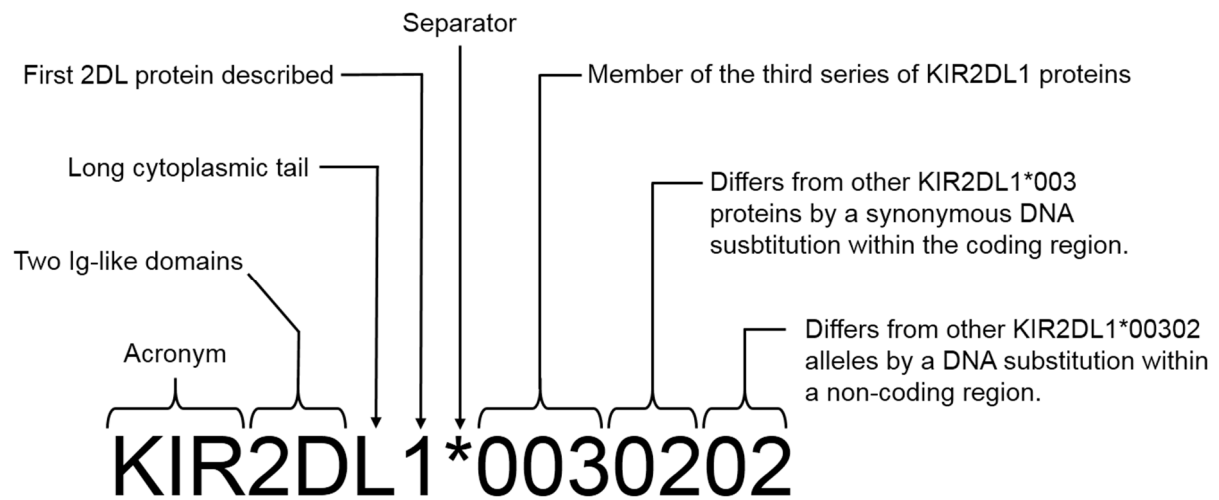 Separator
First 2DL protein described
Member of the third series of KIR2DL1 proteins
Long cytoplasmic tail
Differs from other KIR2DL1*003
proteins by a synonymous DNA
susbtitution within the coding region.
Two Ig-like domains
Differs from other KIR2DL1*00302
alleles by a DNA substitution within
a non-coding region.
Acronym
KIR2DL1*0030202